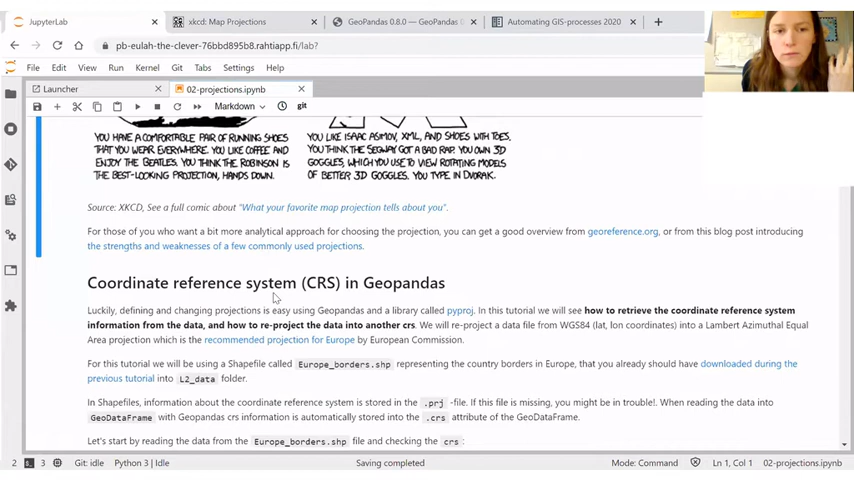 JupyterLab
xkcd: Map Projections
GeoPandas 0.8.0 — GeoPandas 0
Automating GIS-processes 2020
pb-eulah-the-clever-76bbd895b8.rahtiapp.fi/lab?
File Edit View Run Kernel Git Tabs Settings Help
Launcher
02-projections.ipynb
Markdown
git
YOU HAVE A COMFORTABLE PAIR OF RUNNING SHOES
THAT YOU WEAR EVERYWHERE. YOU LIKE COFFEE AND
ENJOY THE BEATLES. YOU THINK THE ROBINSON IS
THE BEST-LOOKING PROJECTION, HANDS DOWN.
YOU LIKE ISAAC ASIMOV, XML, AND SHOES WITH TOES.
YOU THINK THE SEGWAY GOT A BAD RAP. YOU OWN 3D
GOGGLES, WHICH YOU USE TO VIEW ROTATING MODELS
OF BETTER 3D GOGGLES. YOU TYPE IN DVORAK.
Source: XKCD, See a full comic about "What your favorite map projection tells about you".
For those of you who want a bit more analytical approach for choosing the projection, you can get a good overview from georeference.org, or from this blog post introducing
the strengths and weaknesses of a few commonly used projections.
Coordinate reference system (CRS) in Geopandas
Luckily, defining and changing projections is easy using Geopandas and a library called pyproj. In this tutorial we will see how to retrieve the coordinate reference system
information from the data, and how to re-project the data into another crs. We will re-project a data file from WGS84 (lat, lon coordinates) into a Lambert Azimuthal Equal
Area projection which is the recommended projection for Europe by European Commission.
For this tutorial we will be using a Shapefile called Europe_borders.shp representing the country borders in Europe, that you already should have downloaded during the
previous tutorial into L2_data folder.
In Shapefiles, information about the coordinate reference system is stored in the .prj -file. If this file is missing, you might be in trouble!. When reading the data into
GeoDataFrame with Geopandas crs information is automatically stored into the .crs attribute of the GeoDataFrame.
Let's start by reading the data from the Europe_borders.shp file and checking the crs :
2 3 Git: idle Python 3 | Idle Saving completed Mode: Command Ln 1, Col 1 02-projections.ipynb